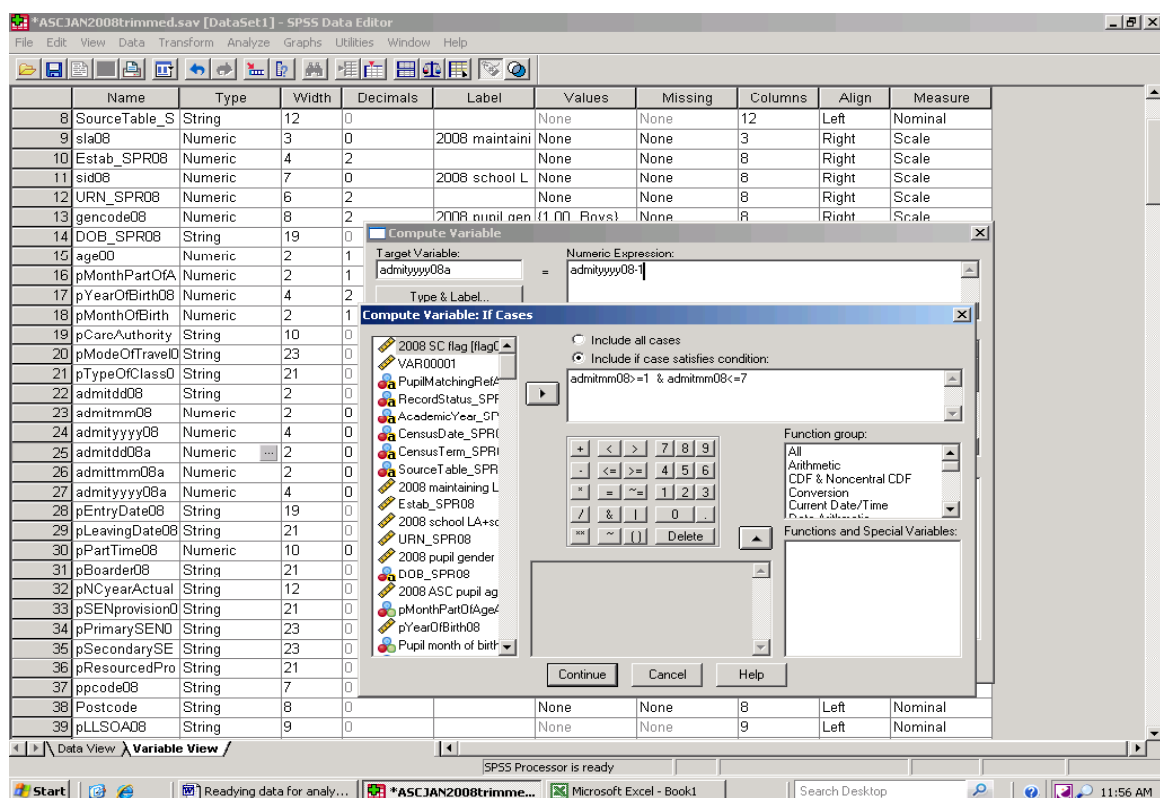 *ASCJAN2008trimmed.sav [DataSet1] - SPSS Data Editor
File Edit View Data Transform Analyze Graphs Utilities Window Help
Name Type Width Decimals Label Values Missing Columns Align Measure
8 SourceTable_S String 12 0 None None 12 Left Nominal
9 sla08 Numeric 3 0 2008 maintaini None None 3 Right Scale
10 Estab_SPR08 Numeric 4 2 None None 8 Right Scale
11 sid08 Numeric 7 0 2008 school L None None 8 Right Scale
12 URN_SPR08 Numeric 6 2 None None 8 Right Scale
13 gencode08 Numeric 8 2 2008 pupil gen {1.00, Boys} None 8 Right Scale
14 DOB_SPR08 String 19 0
15 age00 Numeric 2 1
16 pMonthPartOfA Numeric 2 1
17 pYearOfBirth08 Numeric 4 2
18 pMonthOfBirth Numeric 2 1
19 pCareAuthority String 10 0
20 pModeOfTravel0 String 23 0
21 pTypeOfClass0 String 21 0
22 admitdd08 String 2 0
23 admitmm08 Numeric 2 0
24 admityyyy08 Numeric 4 0
25 admitdd08a Numeric ... 2 0
26 admittmm08a Numeric 2 0
27 admityyyy08a Numeric 4 0
28 pEntryDate08 String 19 0
29 pLeavingDate08 String 21 0
30 pPartTime08 Numeric 10 0
31 pBoarder08 String 21 0
32 pNCyearActual String 12 0
33 pSENprovision0 String 21 0
34 pPrimarySEN0 String 23 0
35 pSecondarySE String 23 0
36 pResourcedPro String 21 0
37 ppcode08 String 7 0
38 Postcode String 8 0 None None 8 Left Nominal
39 pLLSOA08 String 9 0 None None 9 Left Nominal
Compute Variable
Target Variable:
admityyyy08a
=
Numeric Expression:
admityyyy08-1
Type & Label...
Compute Variable: If Cases
2008 SC flag [flagC
VAR00001
PupilMatchingRefA
RecordStatus_SPF
AcademicYear_SP
CensusDate_SPR0
CensusTerm_SPR
SourceTable_SPR
2008 maintaining L
Estab_SPR08
2008 school LA+sc
URN_SPR08
2008 pupil gender
DOB_SPR08
2008 ASC pupil ag
pMonthPartOfAgeA
pYearOfBirth08
Pupil month of birth
Include all cases
Include if case satisfies condition:
admitmm08>=1 & admitmm08<=7
+ < > 7 8 9
- <= >= 4 5 6
* = ~= 1 2 3
/ & | 0 .
** ~ () Delete
Function group:
All
Arithmetic
CDF & Noncentral CDF
Conversion
Current Date/Time
Functions and Special Variables:
Continue Cancel Help
Data View Variable View
SPSS Processor is ready
Start Readying data for analy... *ASCJAN2008trimme... Microsoft Excel - Book1 Search Desktop 11:56 AM